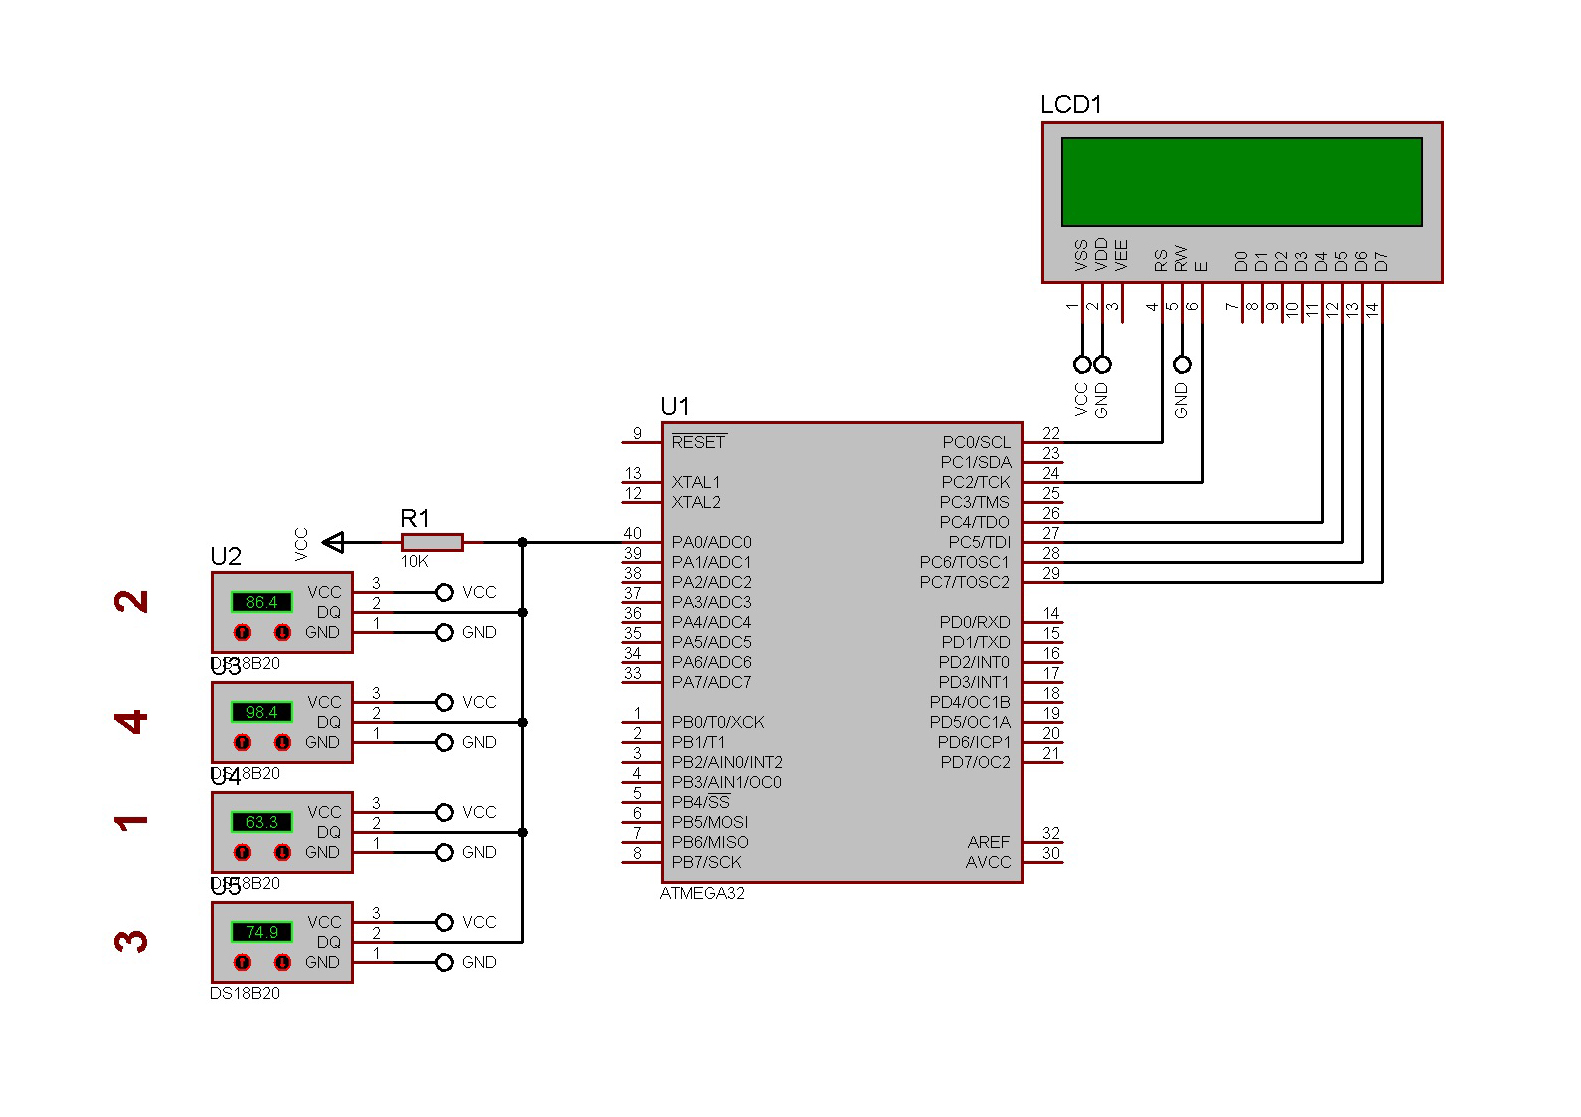 LCD1
VSS VDD VEE RS RW E D0 D1 D2 D3 D4 D5 D6 D7
1 2 3 4 5 6 7 8 9 10 11 12 13 14
VCC GND GND
U1
9 RESET
13 XTAL1
12 XTAL2
40 PA0/ADC0
39 PA1/ADC1
38 PA2/ADC2
37 PA3/ADC3
36 PA4/ADC4
35 PA5/ADC5
34 PA6/ADC6
33 PA7/ADC7
1 PB0/T0/XCK
2 PB1/T1
3 PB2/AIN0/INT2
4 PB3/AIN1/OC0
5 PB4/SS
6 PB5/MOSI
7 PB6/MISO
8 PB7/SCK
PC0/SCL 22
PC1/SDA 23
PC2/TCK 24
PC3/TMS 25
PC4/TDO 26
PC5/TDI 27
PC6/TOSC1 28
PC7/TOSC2 29
PD0/RXD 14
PD1/TXD 15
PD2/INT0 16
PD3/INT1 17
PD4/OC1B 18
PD5/OC1A 19
PD6/ICP1 20
PD7/OC2 21
AREF 32
AVCC 30
ATMEGA32
VCC
R1
10K
U2
2
86.4
VCC 3 VCC
DQ 2
GND 1 GND
DS18B20
U3
4
98.4
VCC 3 VCC
DQ 2
GND 1 GND
DS18B20
U4
1
63.3
VCC 3 VCC
DQ 2
GND 1 GND
DS18B20
U5
3
74.9
VCC 3 VCC
DQ 2
GND 1 GND
DS18B20